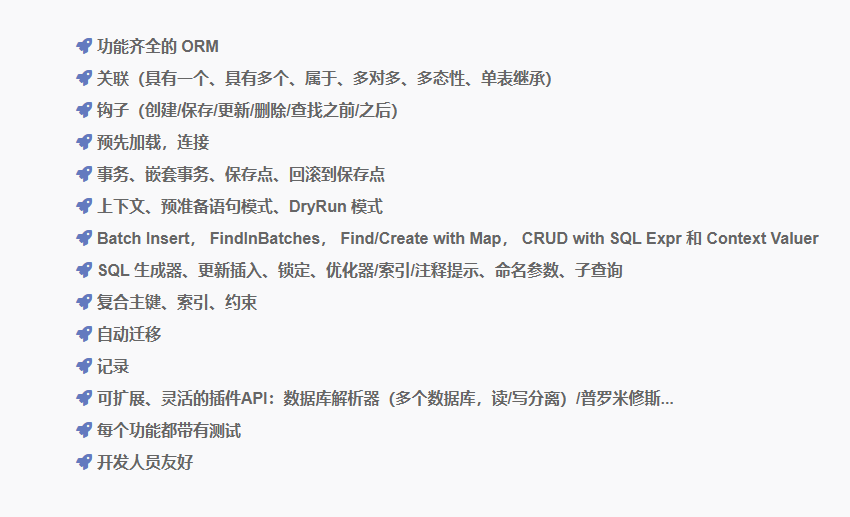 功能齐全的 ORM
关联（具有一个、具有多个、属于、多对多、多态性、单表继承）
钩子（创建/保存/更新/删除/查找之前/之后）
预先加载，连接
事务、嵌套事务、保存点、回滚到保存点
上下文、预准备语句模式、DryRun 模式
Batch Insert， FindInBatches， Find/Create with Map， CRUD with SQL Expr 和 Context Valuer
SQL 生成器、更新插入、锁定、优化器/索引/注释提示、命名参数、子查询
复合主键、索引、约束
自动迁移
记录
可扩展、灵活的插件API：数据库解析器（多个数据库，读/写分离）/普罗米修斯...
每个功能都带有测试
开发人员友好